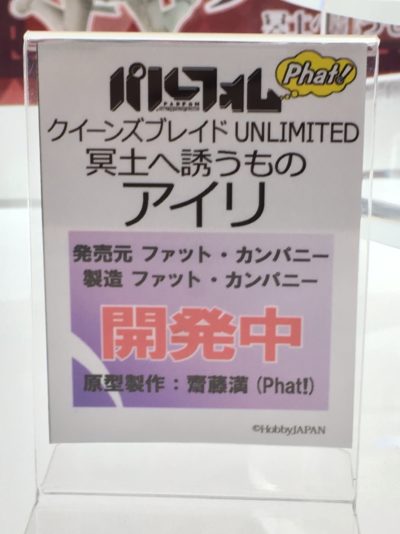 パルフォム
Phat!
クイーンズブレイド UNLIMITED
冥土へ誘うもの
アイリ
発売元 ファット・カンパニー
製造 ファット・カンパニー
開発中
原型製作：齋藤満 (Phat!)
©HobbyJAPAN